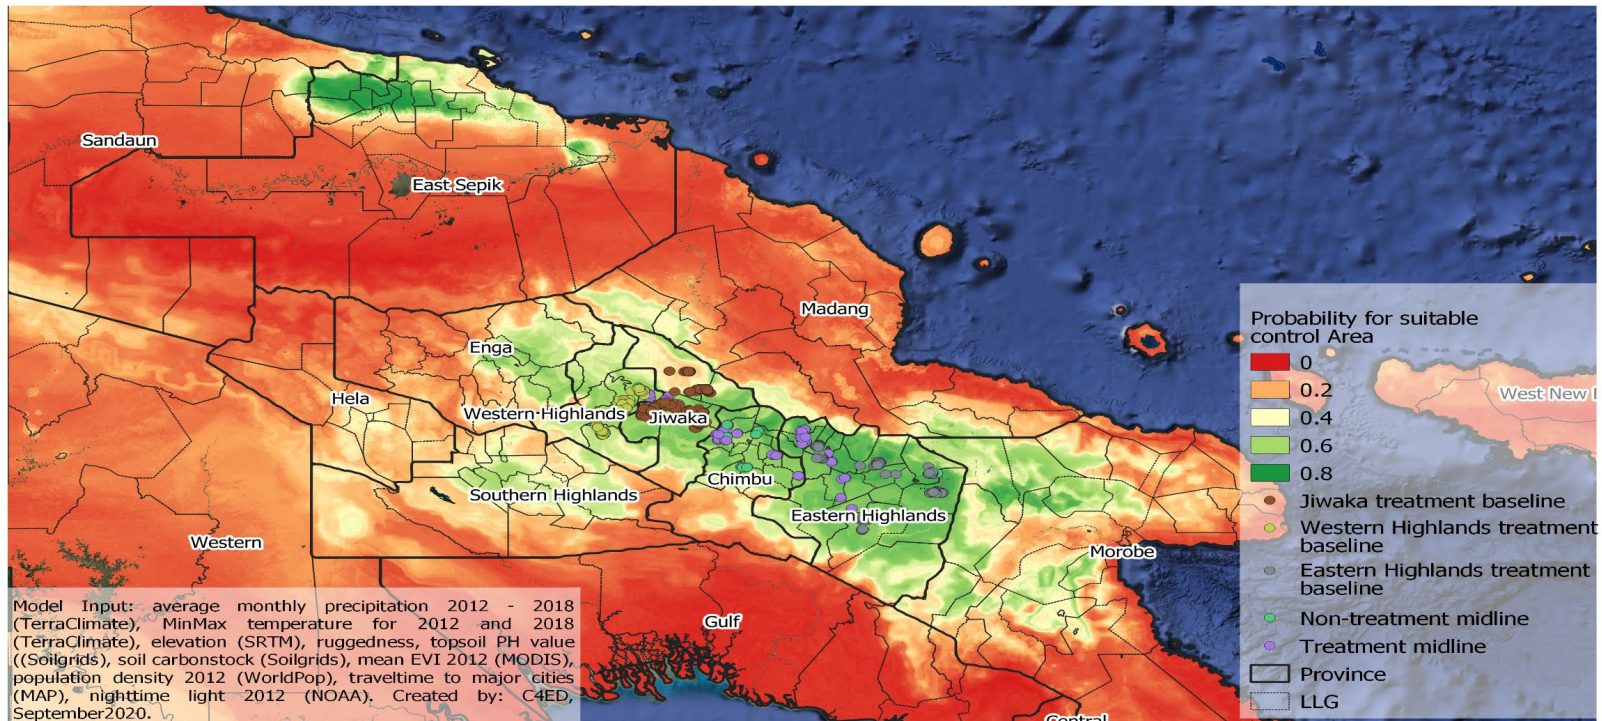 Sandaun
East Sepik
Madang
Enga
Hela
Western Highlands
Jiwaka
Chimbu
Southern Highlands
Eastern Highlands
Western
Morobe
Gulf
Central
West New
Probability for suitable
control Area
0
0.2
0.4
0.6
0.8
Jiwaka treatment baseline
Western Highlands treatment
baseline
Eastern Highlands treatment
baseline
Non-treatment midline
Treatment midline
Province
LLG
Model Input: average monthly precipitation 2012 - 2018
(TerraClimate), MinMax temperature for 2012 and 2018
(TerraClimate), elevation (SRTM), ruggedness, topsoil PH value
((Soilgrids), soil carbonstock (Soilgrids), mean EVI 2012 (MODIS),
population density 2012 (WorldPop), traveltime to major cities
(MAP), nighttime light 2012 (NOAA). Created by: C4ED,
September2020.